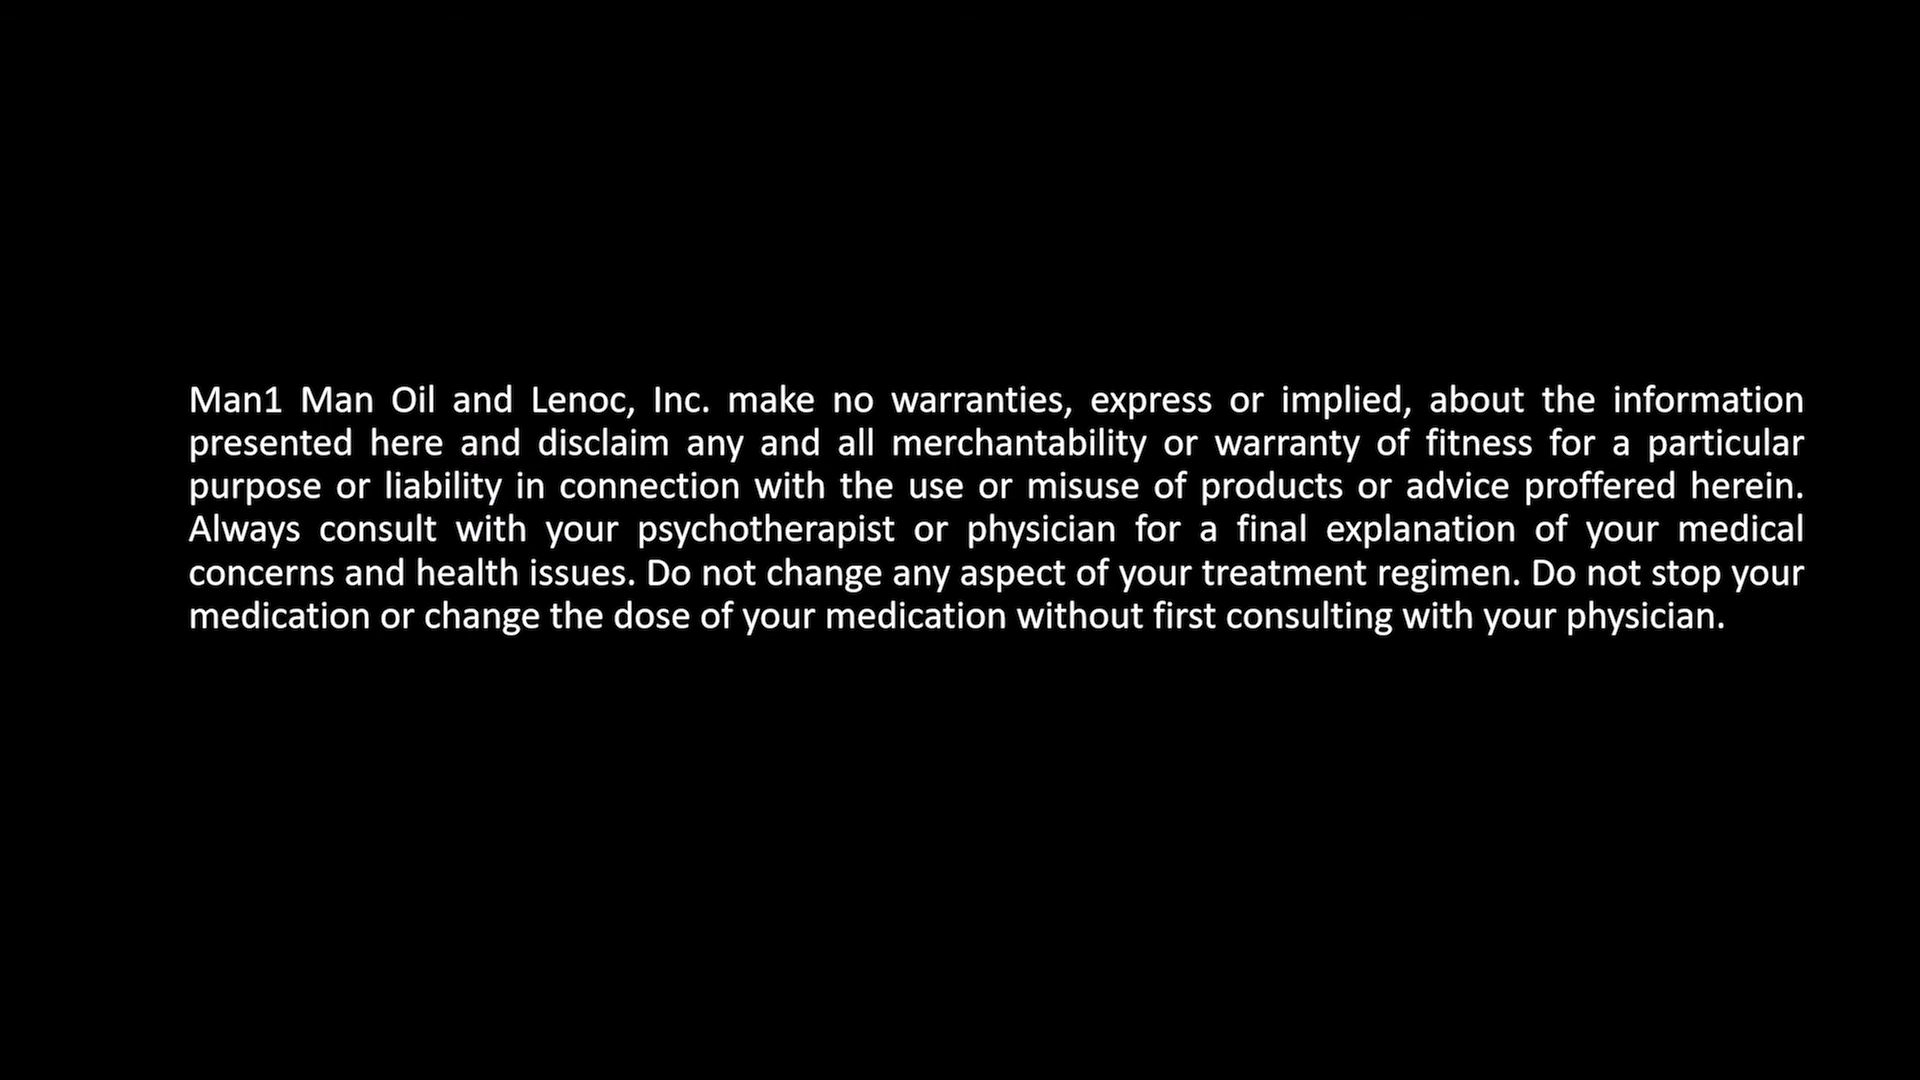 Man1 Man Oil and Lenoc, Inc. make no warranties, express or implied, about the information
presented here and disclaim any and all merchantability or warranty of fitness for a particular
purpose or liability in connection with the use or misuse of products or advice proffered herein.
Always consult with your psychotherapist or physician for a final explanation of your medical
concerns and health issues. Do not change any aspect of your treatment regimen. Do not stop your
medication or change the dose of your medication without first consulting with your physician.